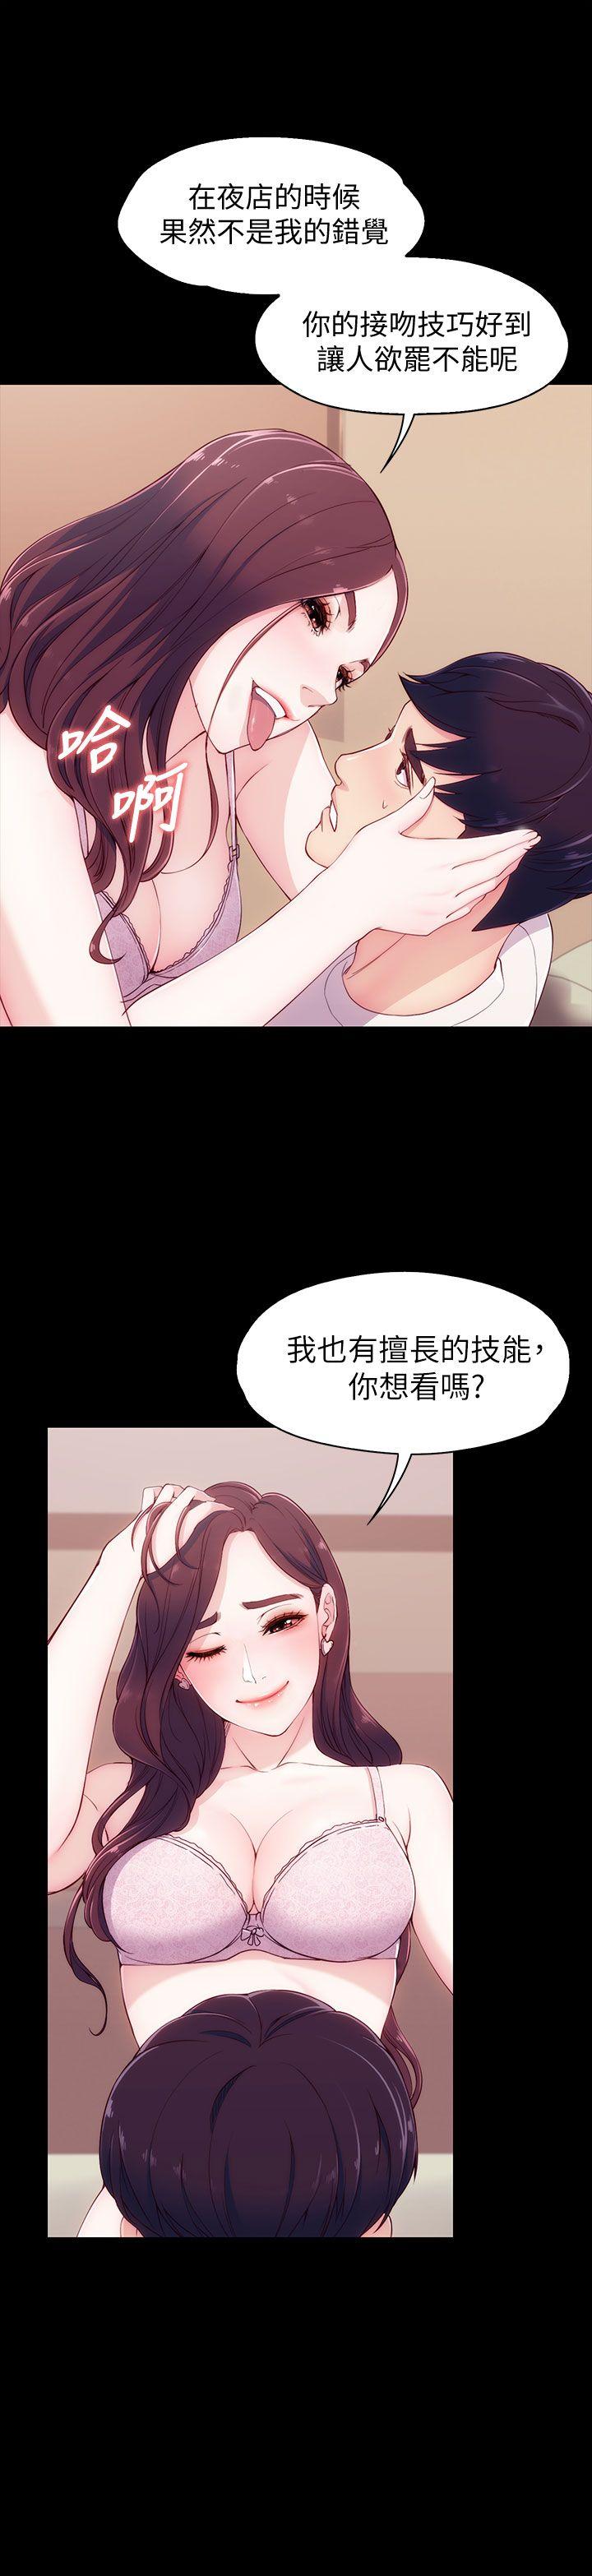 在夜店的時候
果然不是我的錯覺
你的接吻技巧好到
讓人欲罷不能呢
哈
啊
我也有擅長的技能，
你想看嗎?